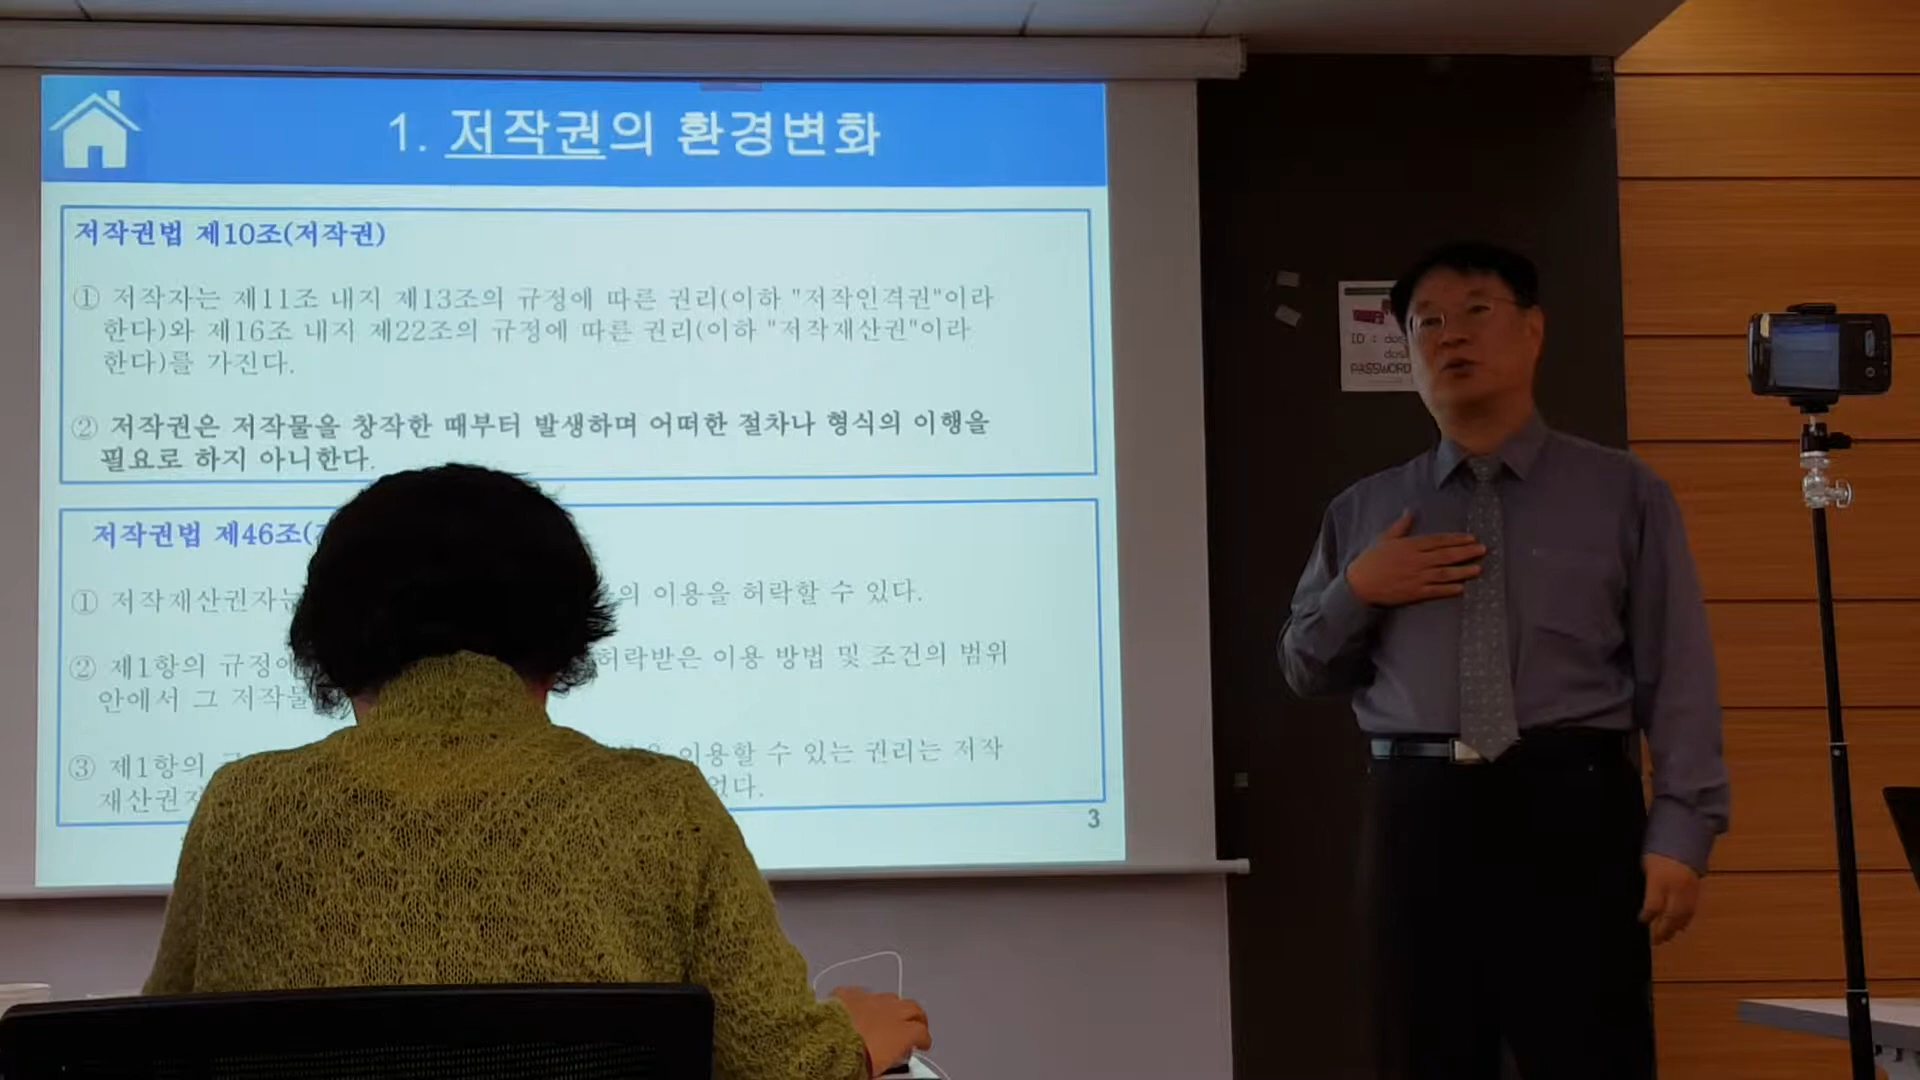 1. 저작권의 환경변화
저작권법 제10조(저작권)
① 저작자는 제11조 내지 제13조의 규정에 따른 권리(이하 "저작인격권"이라
한다)와 제16조 내지 제22조의 규정에 따른 권리(이하 "저작재산권"이라
한다)를 가진다.
② 저작권은 저작물을 창작한 때부터 발생하며 어떠한 절차나 형식의 이행을
필요로 하지 아니한다.
저작권법 제46조(
① 저작재산권자는 의 이용을 허락할 수 있다.
② 제1항의 규정에 허락받은 이용 방법 및 조건의 범위
안에서 그 저작물
③ 제1항의 이용할 수 있는 권리는 저작
재산권자
3
ID :
PASSWORD